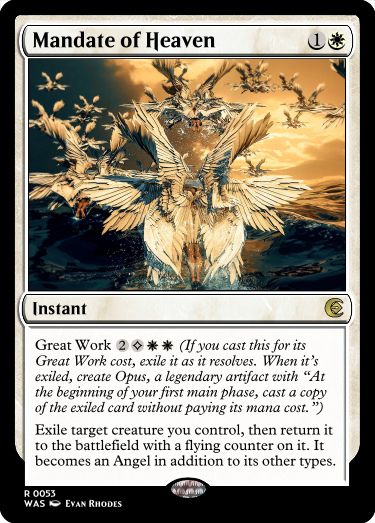 Mandate of Heaven 1
Instant
Great Work 2 (If you cast this for its
Great Work cost, exile it as it resolves. When it’s
exiled, create Opus, a legendary artifact with “At
the beginning of your first main phase, cast a
copy of the exiled card without paying its mana cost.”)
Exile target creature you control, then return it
to the battlefield with a flying counter on it. It
becomes an Angel in addition to its other types.
R 0053
WAS Evan Rhodes